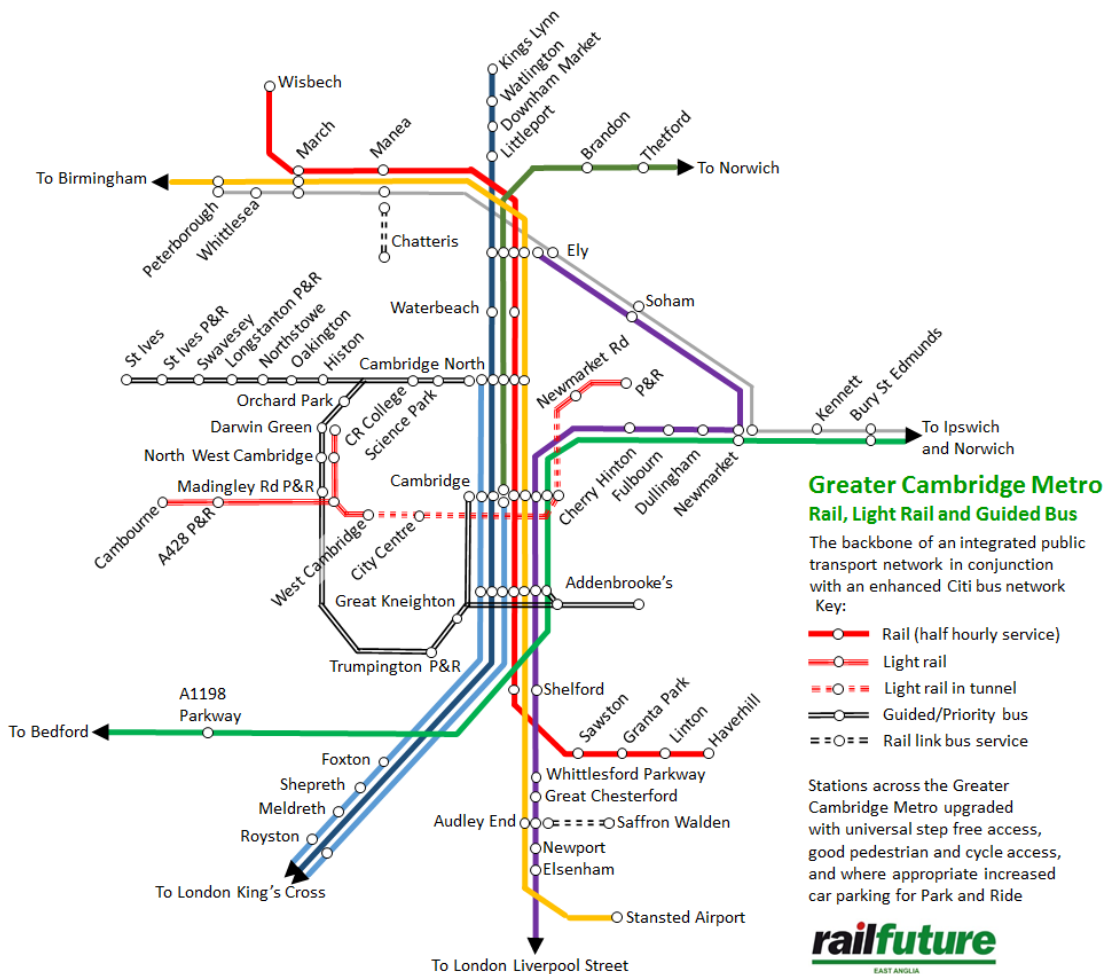 Kings Lynn
Watlington
Downham Market
Littleport
Wisbech
March
Manea
Brandon
Thetford
To Birmingham
To Norwich
Peterborough
Whittlesea
Chatteris
Ely
Soham
Waterbeach
St Ives
St Ives P&R
Swavesey
Longstanton P&R
Northstowe
Oakington
Histon
Cambridge North
Newmarket Rd
P&R
Orchard Park
CR College
Science Park
Kennett
Bury St Edmunds
Darwin Green
To Ipswich
and Norwich
North West Cambridge
Cherry Hinton
Fulbourn
Dullingham
Newmarket
Madingley Rd P&R
Cambridge
Cambourne
A428 P&R
West Cambridge
City Centre
Greater Cambridge Metro
Rail, Light Rail and Guided Bus
The backbone of an integrated public
transport network in conjunction
with an enhanced Citi bus network
Key:
Rail (half hourly service)
Light rail
Light rail in tunnel
Guided/Priority bus
Rail link bus service
Addenbrooke's
Great Kneighton
Trumpington P&R
A1198
Parkway
To Bedford
Shelford
Sawston
Granta Park
Linton
Haverhill
Foxton
Shepreth
Meldreth
Royston
To London King's Cross
Whittlesford Parkway
Great Chesterford
Audley End
Saffron Walden
Newport
Elsenham
Stansted Airport
To London Liverpool Street
Stations across the Greater
Cambridge Metro upgraded
with universal step free access,
good pedestrian and cycle access,
and where appropriate increased
car parking for Park and Ride
railfuture
EAST ANGLIA